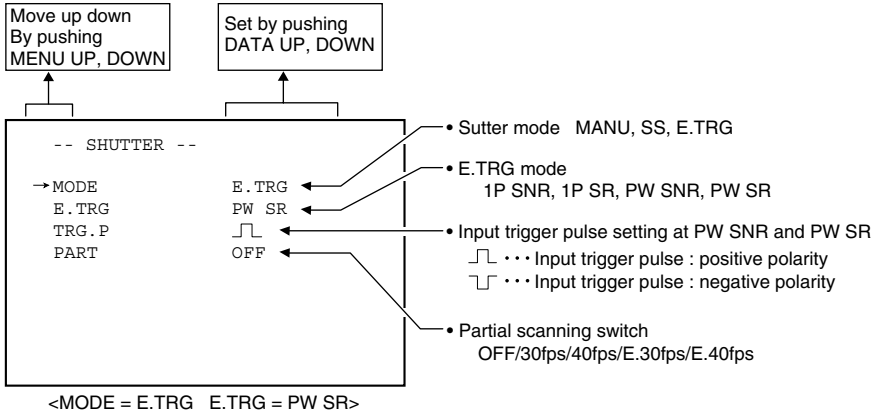 Move up down
By pushing
MENU UP, DOWN
Set by pushing
DATA UP, DOWN
-- SHUTTER --
→MODE E.TRG
E.TRG PW SR
TRG.P
PART OFF
• Sutter mode MANU, SS, E.TRG
• E.TRG mode
1P SNR, 1P SR, PW SNR, PW SR
• Input trigger pulse setting at PW SNR and PW SR
・・・Input trigger pulse : positive polarity
・・・Input trigger pulse : negative polarity
• Partial scanning switch
OFF/30fps/40fps/E.30fps/E.40fps
<MODE = E.TRG E.TRG = PW SR>